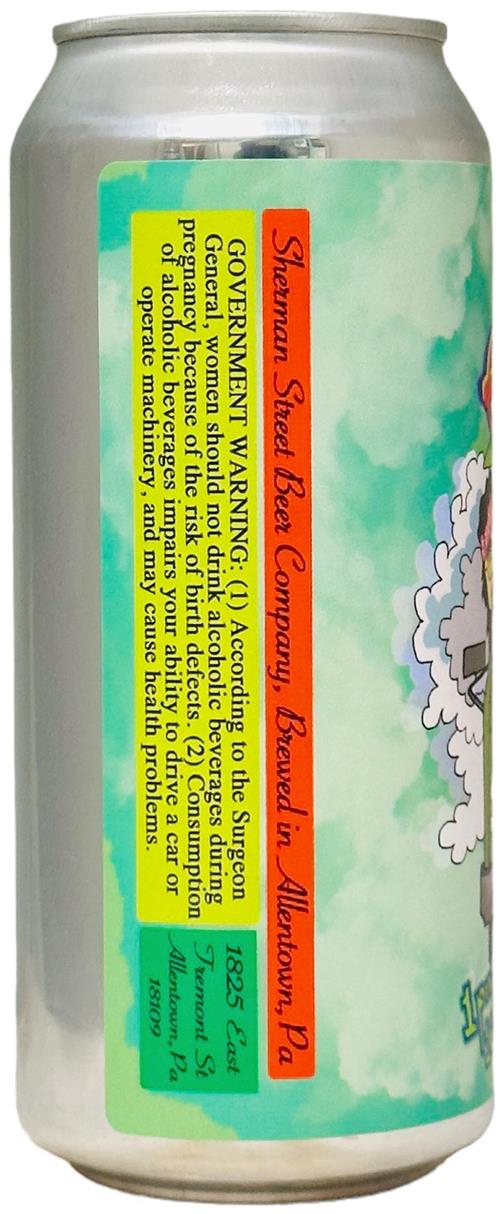 Sherman Street Beer Company, Brewed in Allentown, Pa
GOVERNMENT WARNING: (1) According to the Surgeon
General, women should not drink alcoholic beverages during
pregnancy because of the risk of birth defects. (2) Consumption
of alcoholic beverages impairs your ability to drive a car or
operate machinery, and may cause health problems.
1825 East
Tremont St
Allentown, Pa
18109